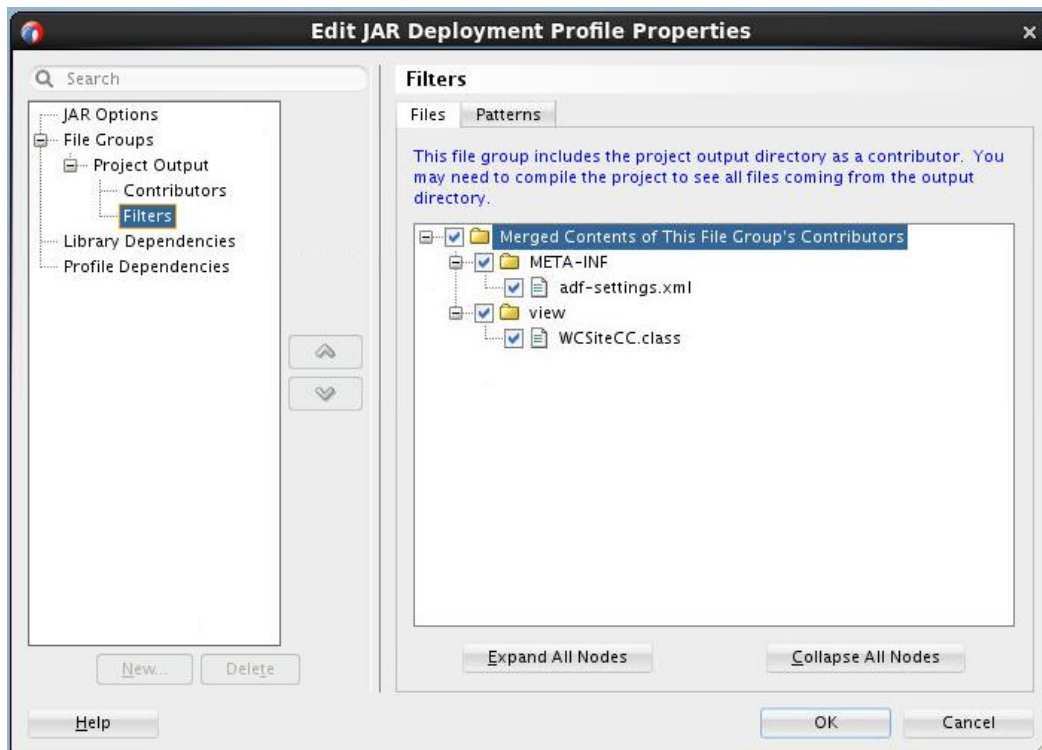 Edit JAR Deployment Profile Properties
Search
JAR Options
File Groups
Project Output
Contributors
Filters
Library Dependencies
Profile Dependencies
New...
Delete
Filters
Files
Patterns
This file group includes the project output directory as a contributor. You
may need to compile the project to see all files coming from the output
directory.
Merged Contents of This File Group's Contributors
META-INF
adf-settings.xml
view
WCSiteCC.class
Expand All Nodes
Collapse All Nodes
Help
OK
Cancel